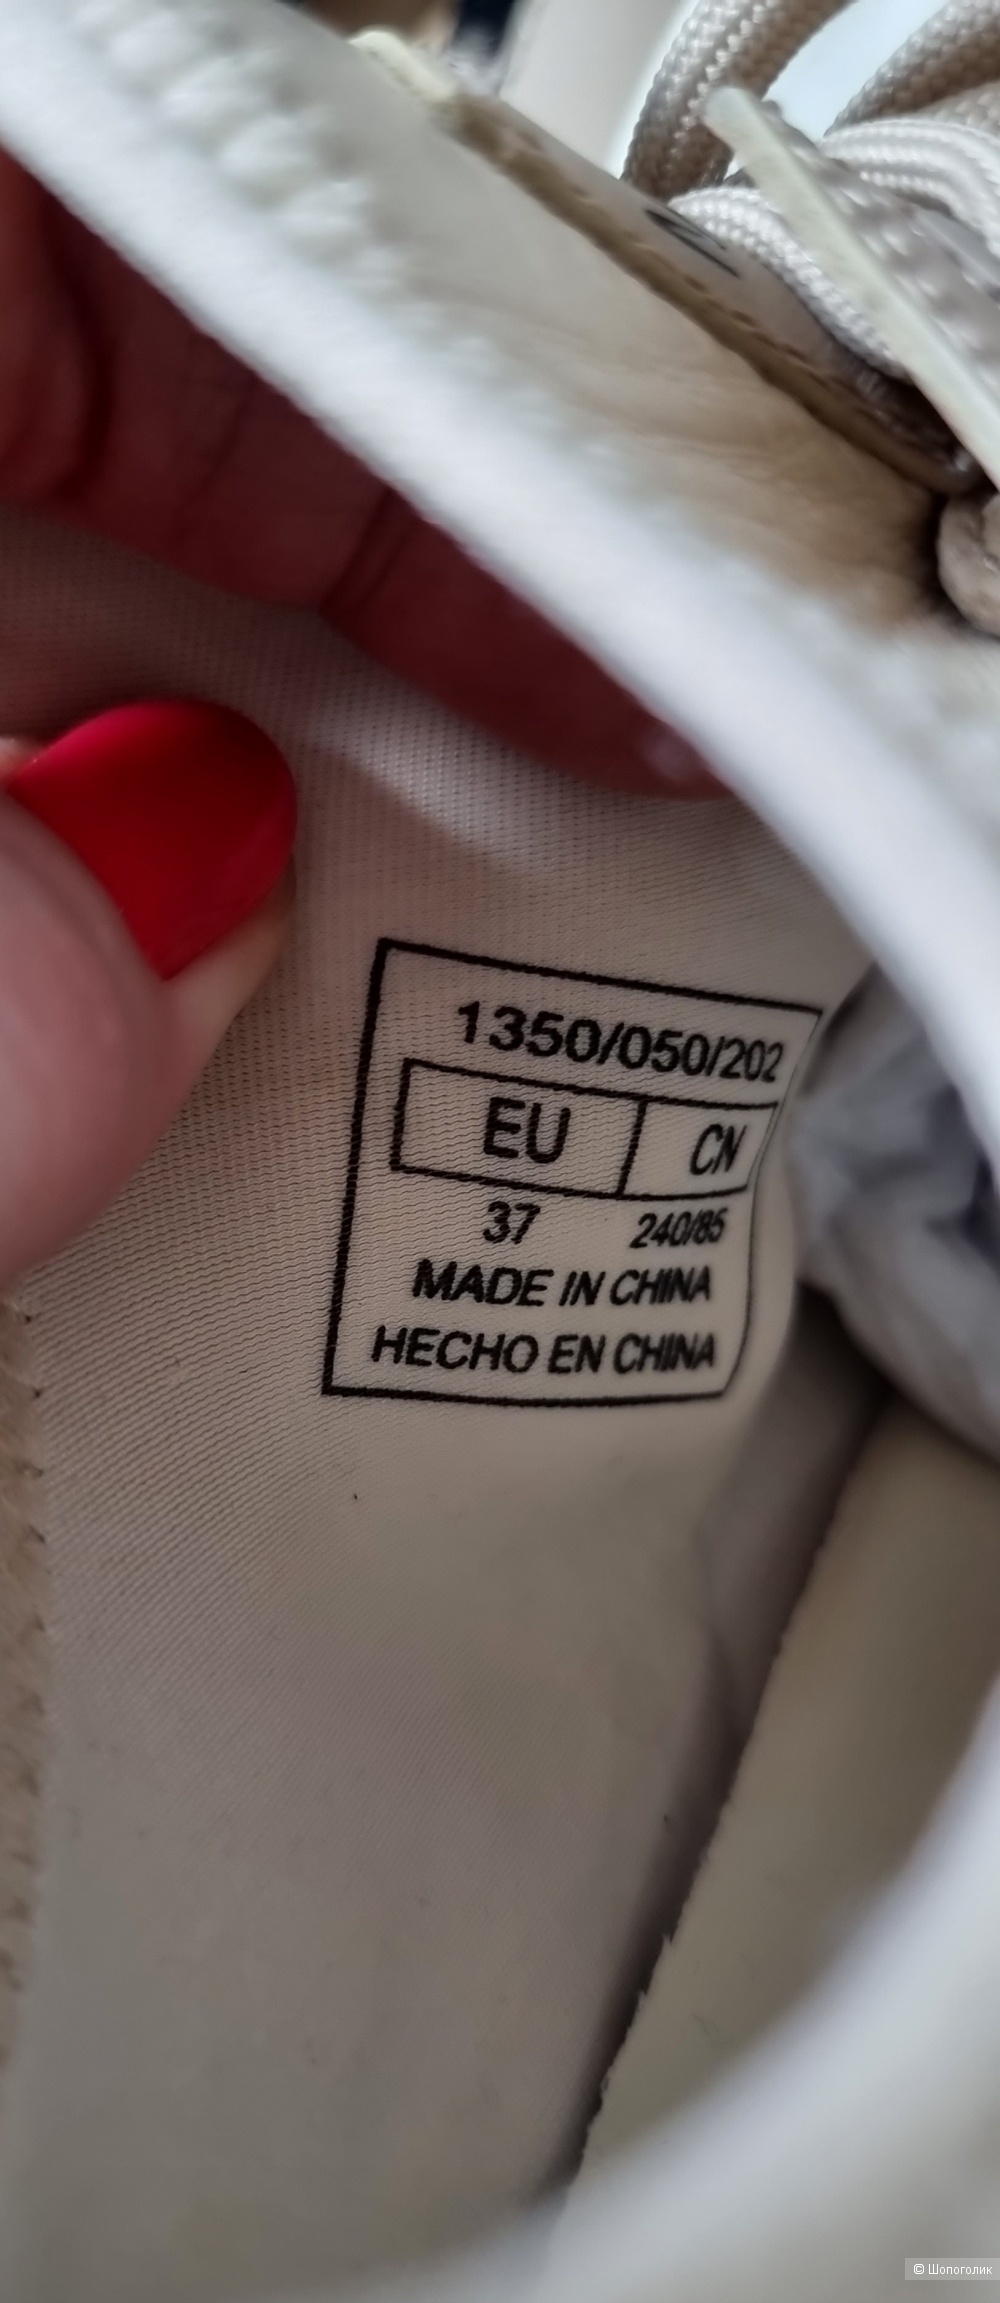 1350/050/202
EU CN
37 240/85
MADE IN CHINA
HECHO EN CHINA
© Шопоголик